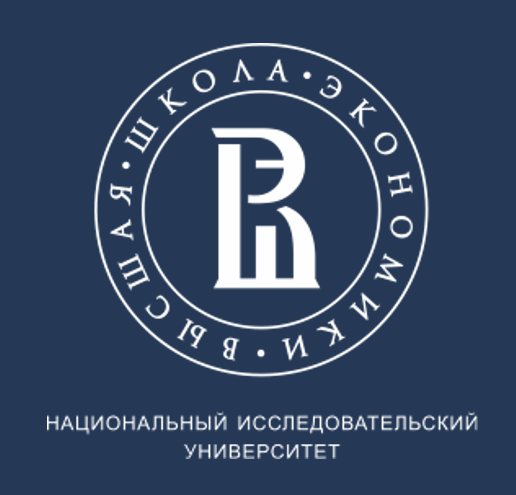 ВЫСШАЯ • ШКОЛА • ЭКОНОМИКИ •
НАЦИОНАЛЬНЫЙ ИССЛЕДОВАТЕЛЬСКИЙ
УНИВЕРСИТЕТ